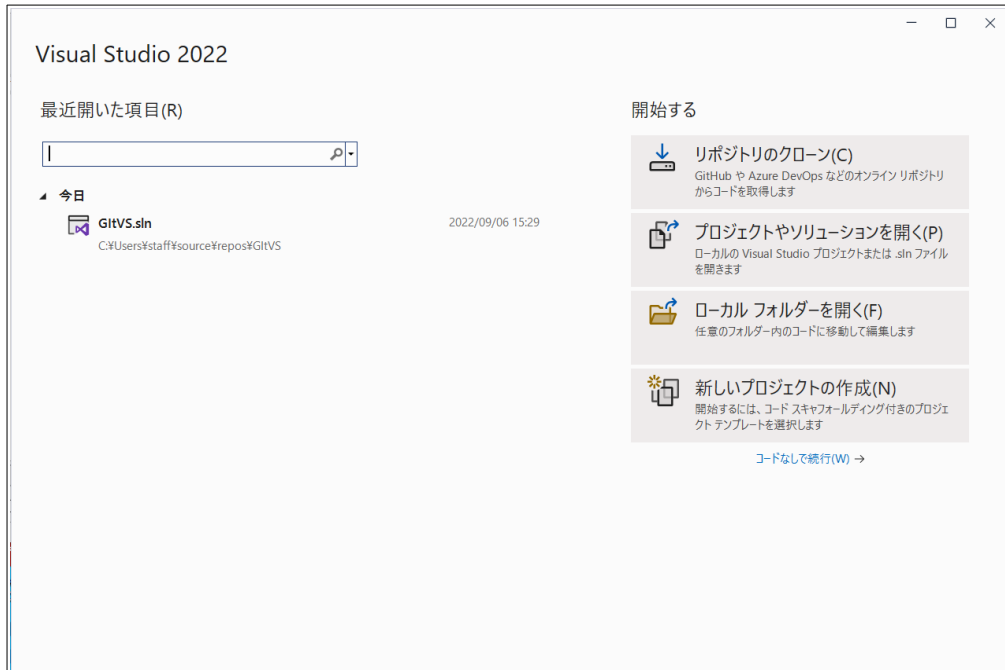 Visual Studio 2022
最近開いた項目(R)
今日
GItVS.sln
2022/09/06 15:29
C:¥Users¥staff¥source¥repos¥GItVS
開始する
リポジトリのクローン(C)
GitHub や Azure DevOps などのオンライン リポジトリ
からコードを取得します
プロジェクトやソリューションを開く(P)
ローカルの Visual Studio プロジェクトまたは .sln ファイル
を開きます
ローカル フォルダーを開く(F)
任意のフォルダー内のコードに移動して編集します
新しいプロジェクトの作成(N)
開始するには、コード スキャフォールディング付きのプロジェ
クト テンプレートを選択します
コードなしで続行(W) →